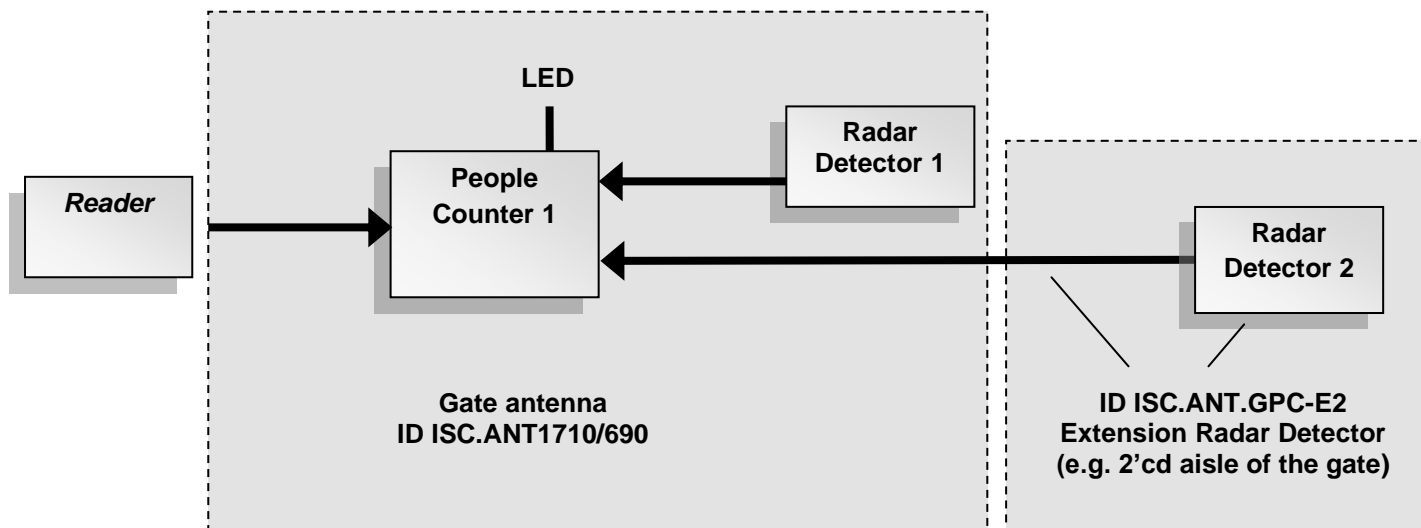 LED
Radar
Detector 1
People
Counter 1
Reader
Radar
Detector 2
Gate antenna
ID ISC.ANT1710/690
ID ISC.ANT.GPC-E2
Extension Radar Detector
(e.g. 2’cd aisle of the gate)